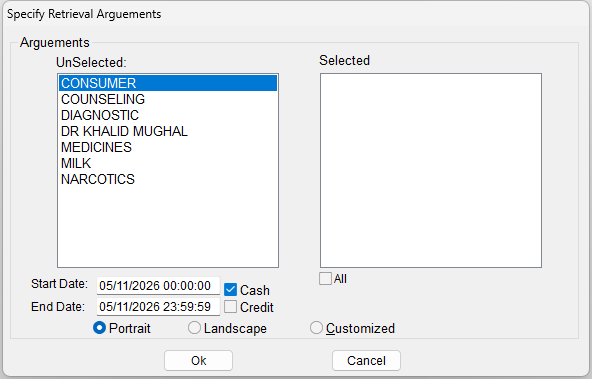 Specify Retrieval Arguements
Arguements
UnSelected:
Selected
CONSUMER
COUNSELING
DIAGNOSTIC
DR KHALID MUGHAL
MEDICINES
MILK
NARCOTICS
All
Start Date: 05/11/2026 00:00:00 Cash
End Date: 05/11/2026 23:59:59 Credit
Portrait Landscape Customized
Ok Cancel